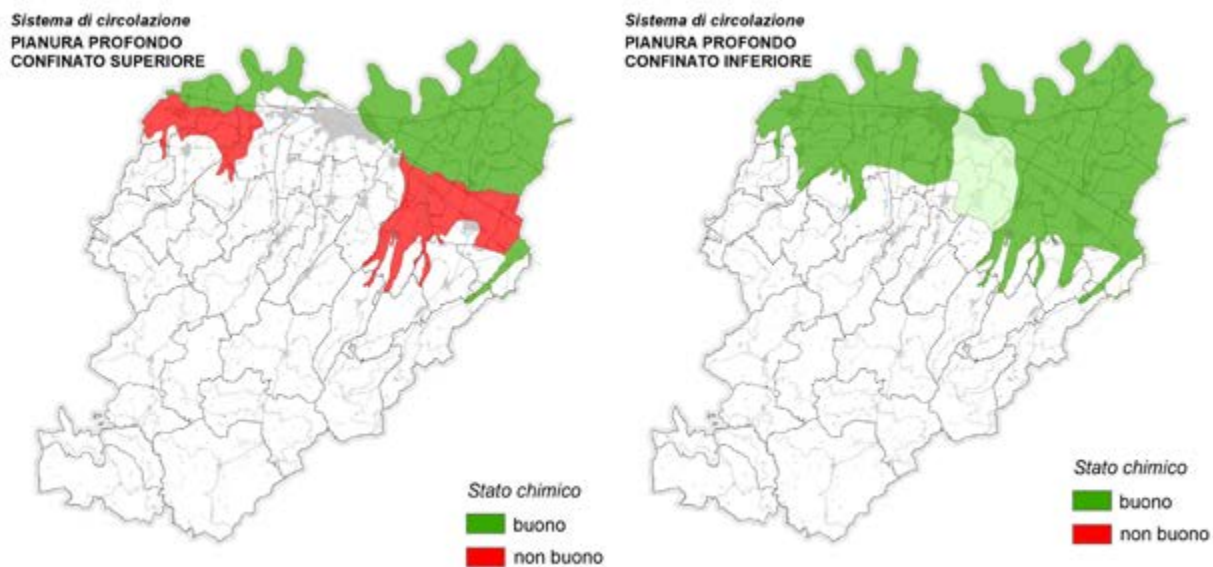 Sistema di circolazione
PIANURA PROFONDO
CONFINATO SUPERIORE
Stato chimico
buono
non buono
Sistema di circolazione
PIANURA PROFONDO
CONFINATO INFERIORE
Stato chimico
buono
non buono